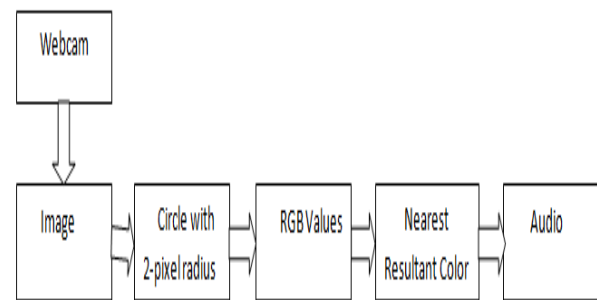 Webcam
Image
Circle with
2-pixel radius
RGB Values
Nearest
Resultant Color
Audio